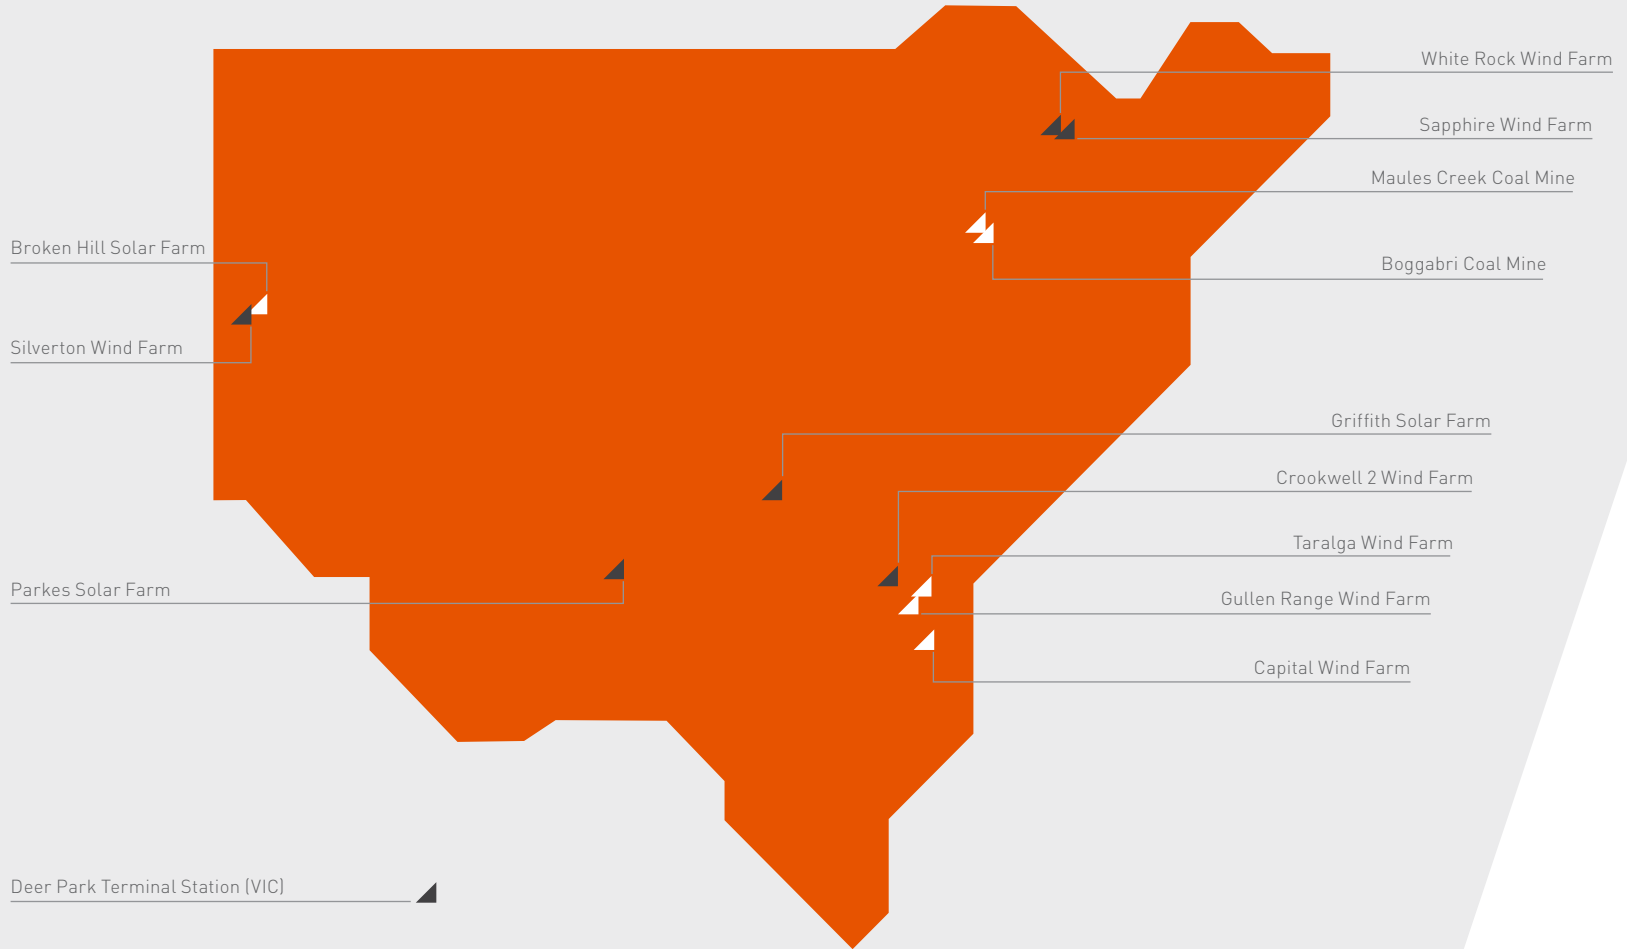 White Rock Wind Farm
Sapphire Wind Farm
Maules Creek Coal Mine
Broken Hill Solar Farm
Boggabri Coal Mine
Silverton Wind Farm
Griffith Solar Farm
Crookwell 2 Wind Farm
Taralga Wind Farm
Parkes Solar Farm
Gullen Range Wind Farm
Capital Wind Farm
Deer Park Terminal Station (VIC)